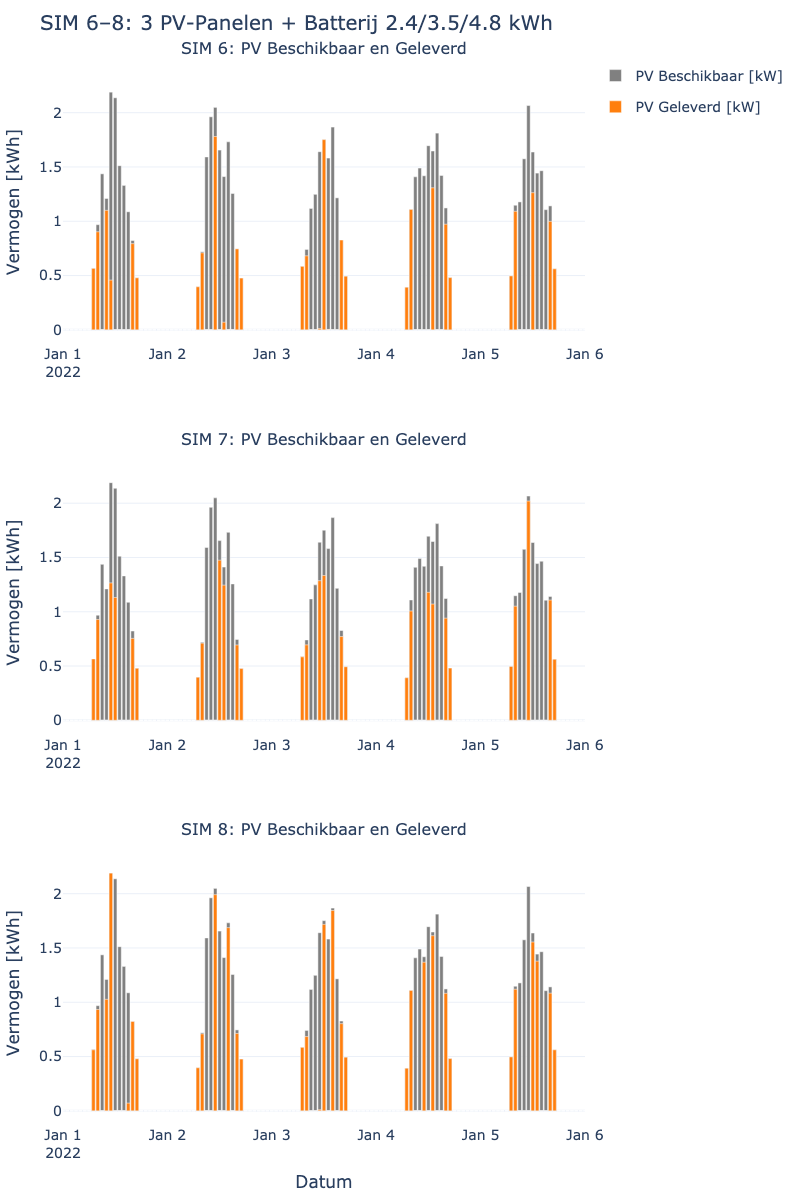 SIM 6–8: 3 PV-Panelen + Batterij 2.4/3.5/4.8 kWh
SIM 6: PV Beschikbaar en Geleverd
PV Beschikbaar [kW]
PV Geleverd [kW]
Vermogen [kWh]
2
1.5
1
0.5
0
Jan 1
2022
Jan 2
Jan 3
Jan 4
Jan 5
Jan 6
SIM 7: PV Beschikbaar en Geleverd
Vermogen [kWh]
2
1.5
1
0.5
0
Jan 1
2022
Jan 2
Jan 3
Jan 4
Jan 5
Jan 6
SIM 8: PV Beschikbaar en Geleverd
Vermogen [kWh]
2
1.5
1
0.5
0
Jan 1
2022
Jan 2
Jan 3
Jan 4
Jan 5
Jan 6
Datum